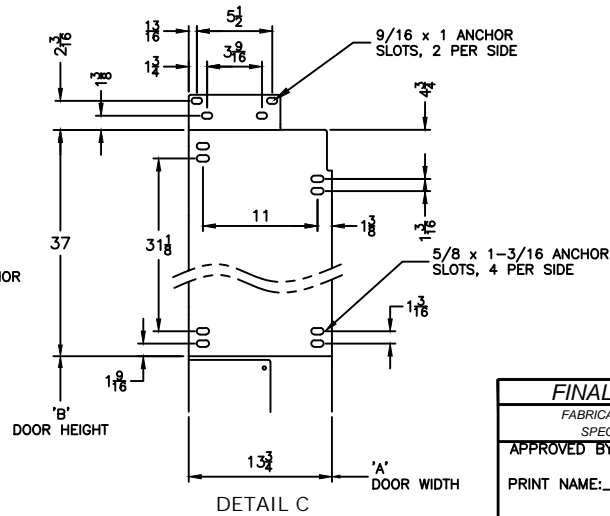 13/16
5 1/2
2 3/16
1 3/8
1 3/4
3 9/16
9/16 x 1 ANCHOR
SLOTS, 2 PER SIDE
4 3/4
37
31 1/8
11
1 3/8
1 3/16
5/8 x 1-3/16 ANCHOR
SLOTS, 4 PER SIDE
1 3/16
1 9/16
'B'
DOOR HEIGHT
13 3/4
'A'
DOOR WIDTH
DETAIL C
FINAL
APPROVED BY
PRINT NAME:_